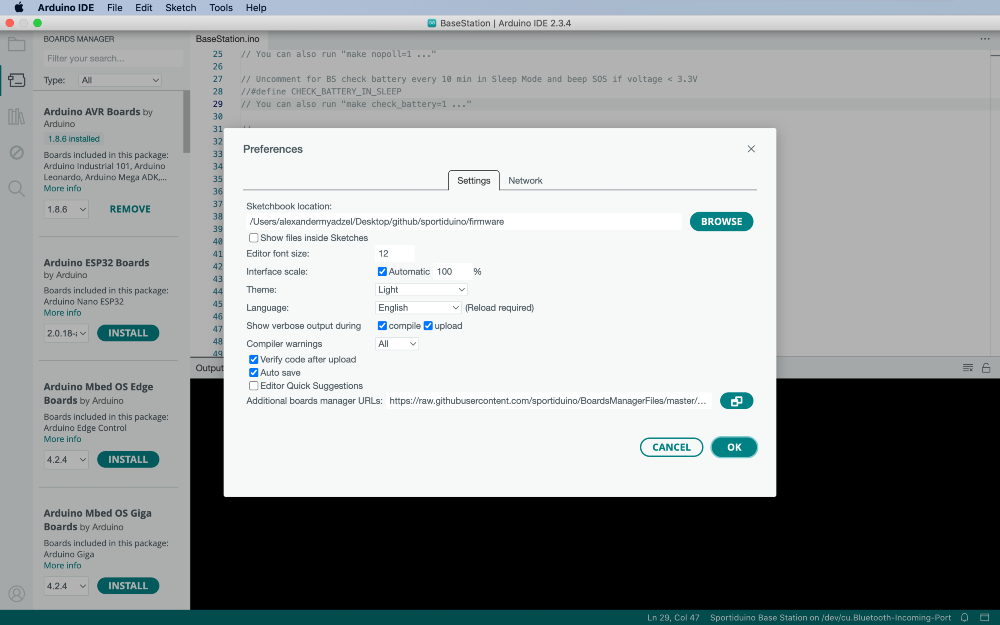 Arduino IDE File Edit Sketch Tools Help
BaseStation | Arduino IDE 2.3.4
BOARDS MANAGER
Filter your search...
Type: All
Arduino AVR Boards by
Arduino
1.8.6 installed
Boards included in this package:
Arduino Industrial 101, Arduino
Leonardo, Arduino Mega ADK,...
More info
1.8.6 REMOVE
Arduino ESP32 Boards
by Arduino
Boards included in this package:
Arduino Nano ESP32
More info
2.0.18-a INSTALL
Arduino Mbed OS Edge
Boards by Arduino
Boards included in this package:
Arduino Edge Control
More info
4.2.4 INSTALL
Arduino Mbed OS Giga
Boards by Arduino
Boards included in this package:
Arduino Giga
More info
4.2.4 INSTALL
BaseStation.ino
25 // You can also run "make nopoll=1 ..."
26
27 // Uncomment for BS check battery every 10 min in Sleep Mode and beep SOS if voltage < 3.3V
28 //#define CHECK_BATTERY_IN_SLEEP
29 // You can also run "make check_battery=1 ..."
30
31
32
33
34
35
36
37
38
39
40
41
42
43
44
45
46
47
48
49
Output
Preferences
Settings Network
Sketchbook location:
/Users/alexandermyadzel/Desktop/github/sportiduino/firmware BROWSE
Show files inside Sketches
Editor font size: 12
Interface scale: Automatic 100 %
Theme: Light
Language: English (Reload required)
Show verbose output during compile upload
Compiler warnings All
Verify code after upload
Auto save
Editor Quick Suggestions
Additional boards manager URLs: https://raw.githubusercontent.com/sportiduino/BoardsManagerFiles/master/...
CANCEL OK
Ln 29, Col 47 Sportiduino Base Station on /dev/cu.Bluetooth-Incoming-Port